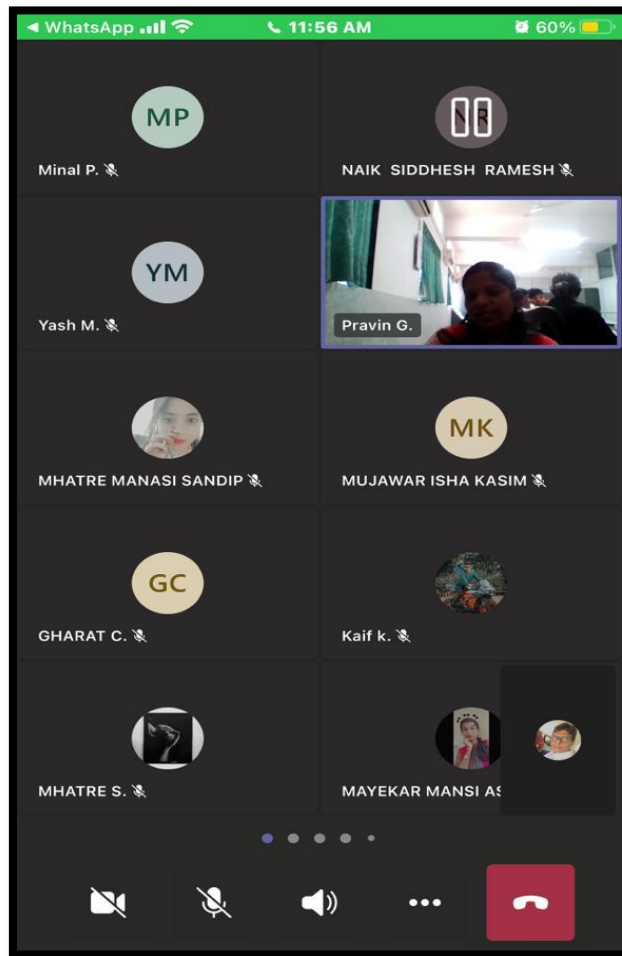 ◀ WhatsApp 11:56 AM 60%
MP
Minal P.
NR
NAIK SIDDHESH RAMESH
YM
Yash M.
Pravin G.
MHATRE MANASI SANDIP
MK
MUJAWAR ISHA KASIM
GC
GHARAT C.
Kaif k.
MHATRE S.
MAYEKAR MANSI AS